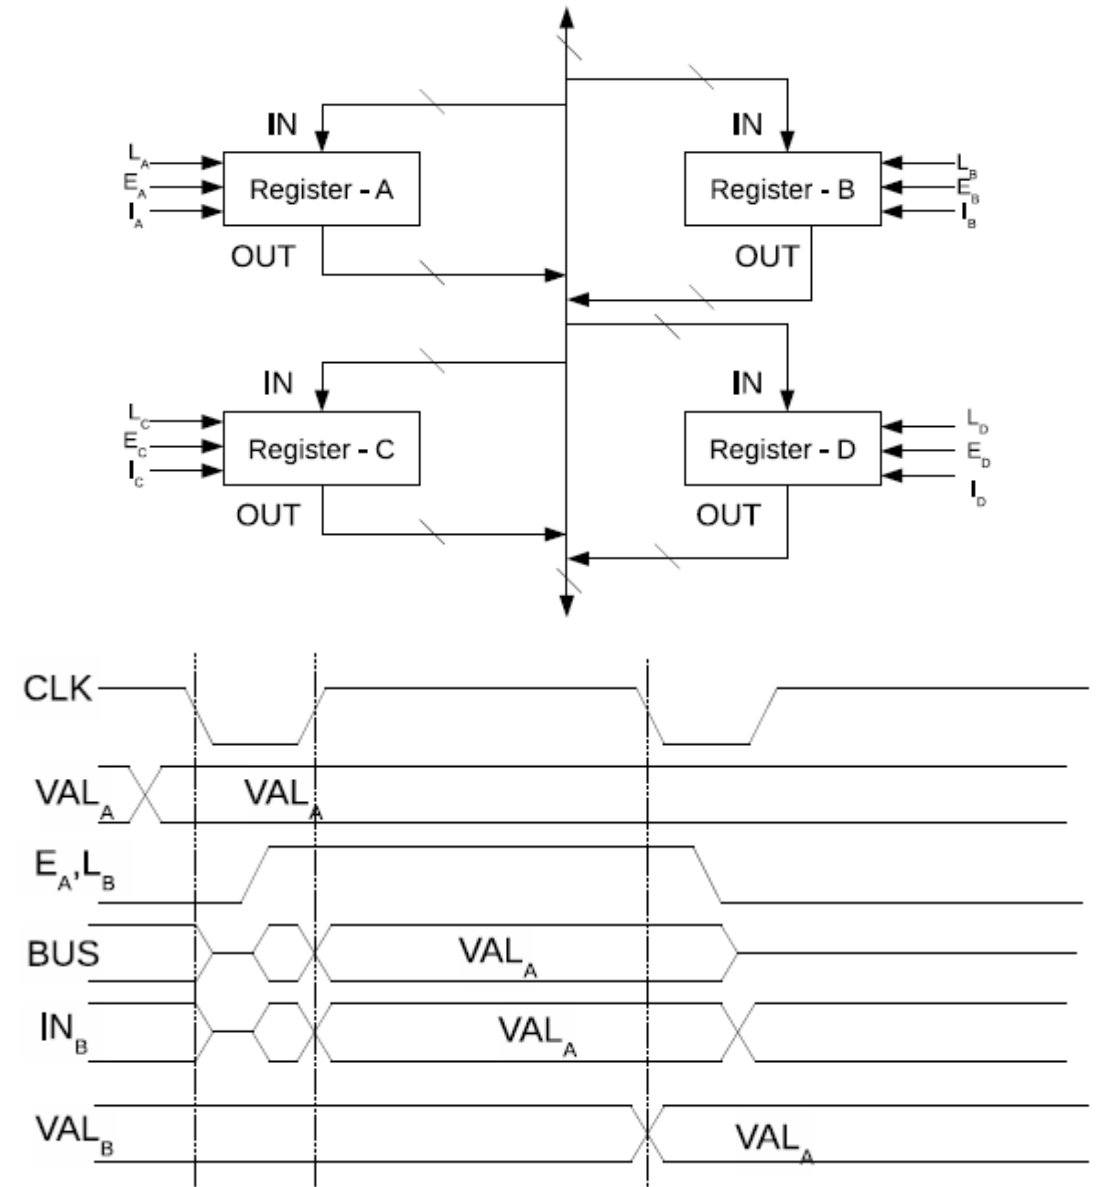 IN IN
L_A L_B
E_A Register - A Register - B E_B
I_A I_B
OUT OUT
IN IN
L_C L_D
E_C Register - C Register - D E_D
I_C I_D
OUT OUT
CLK
VAL_A VAL_A
E_A,L_B
BUS VAL_A
IN_B VAL_A
VAL_B VAL_A